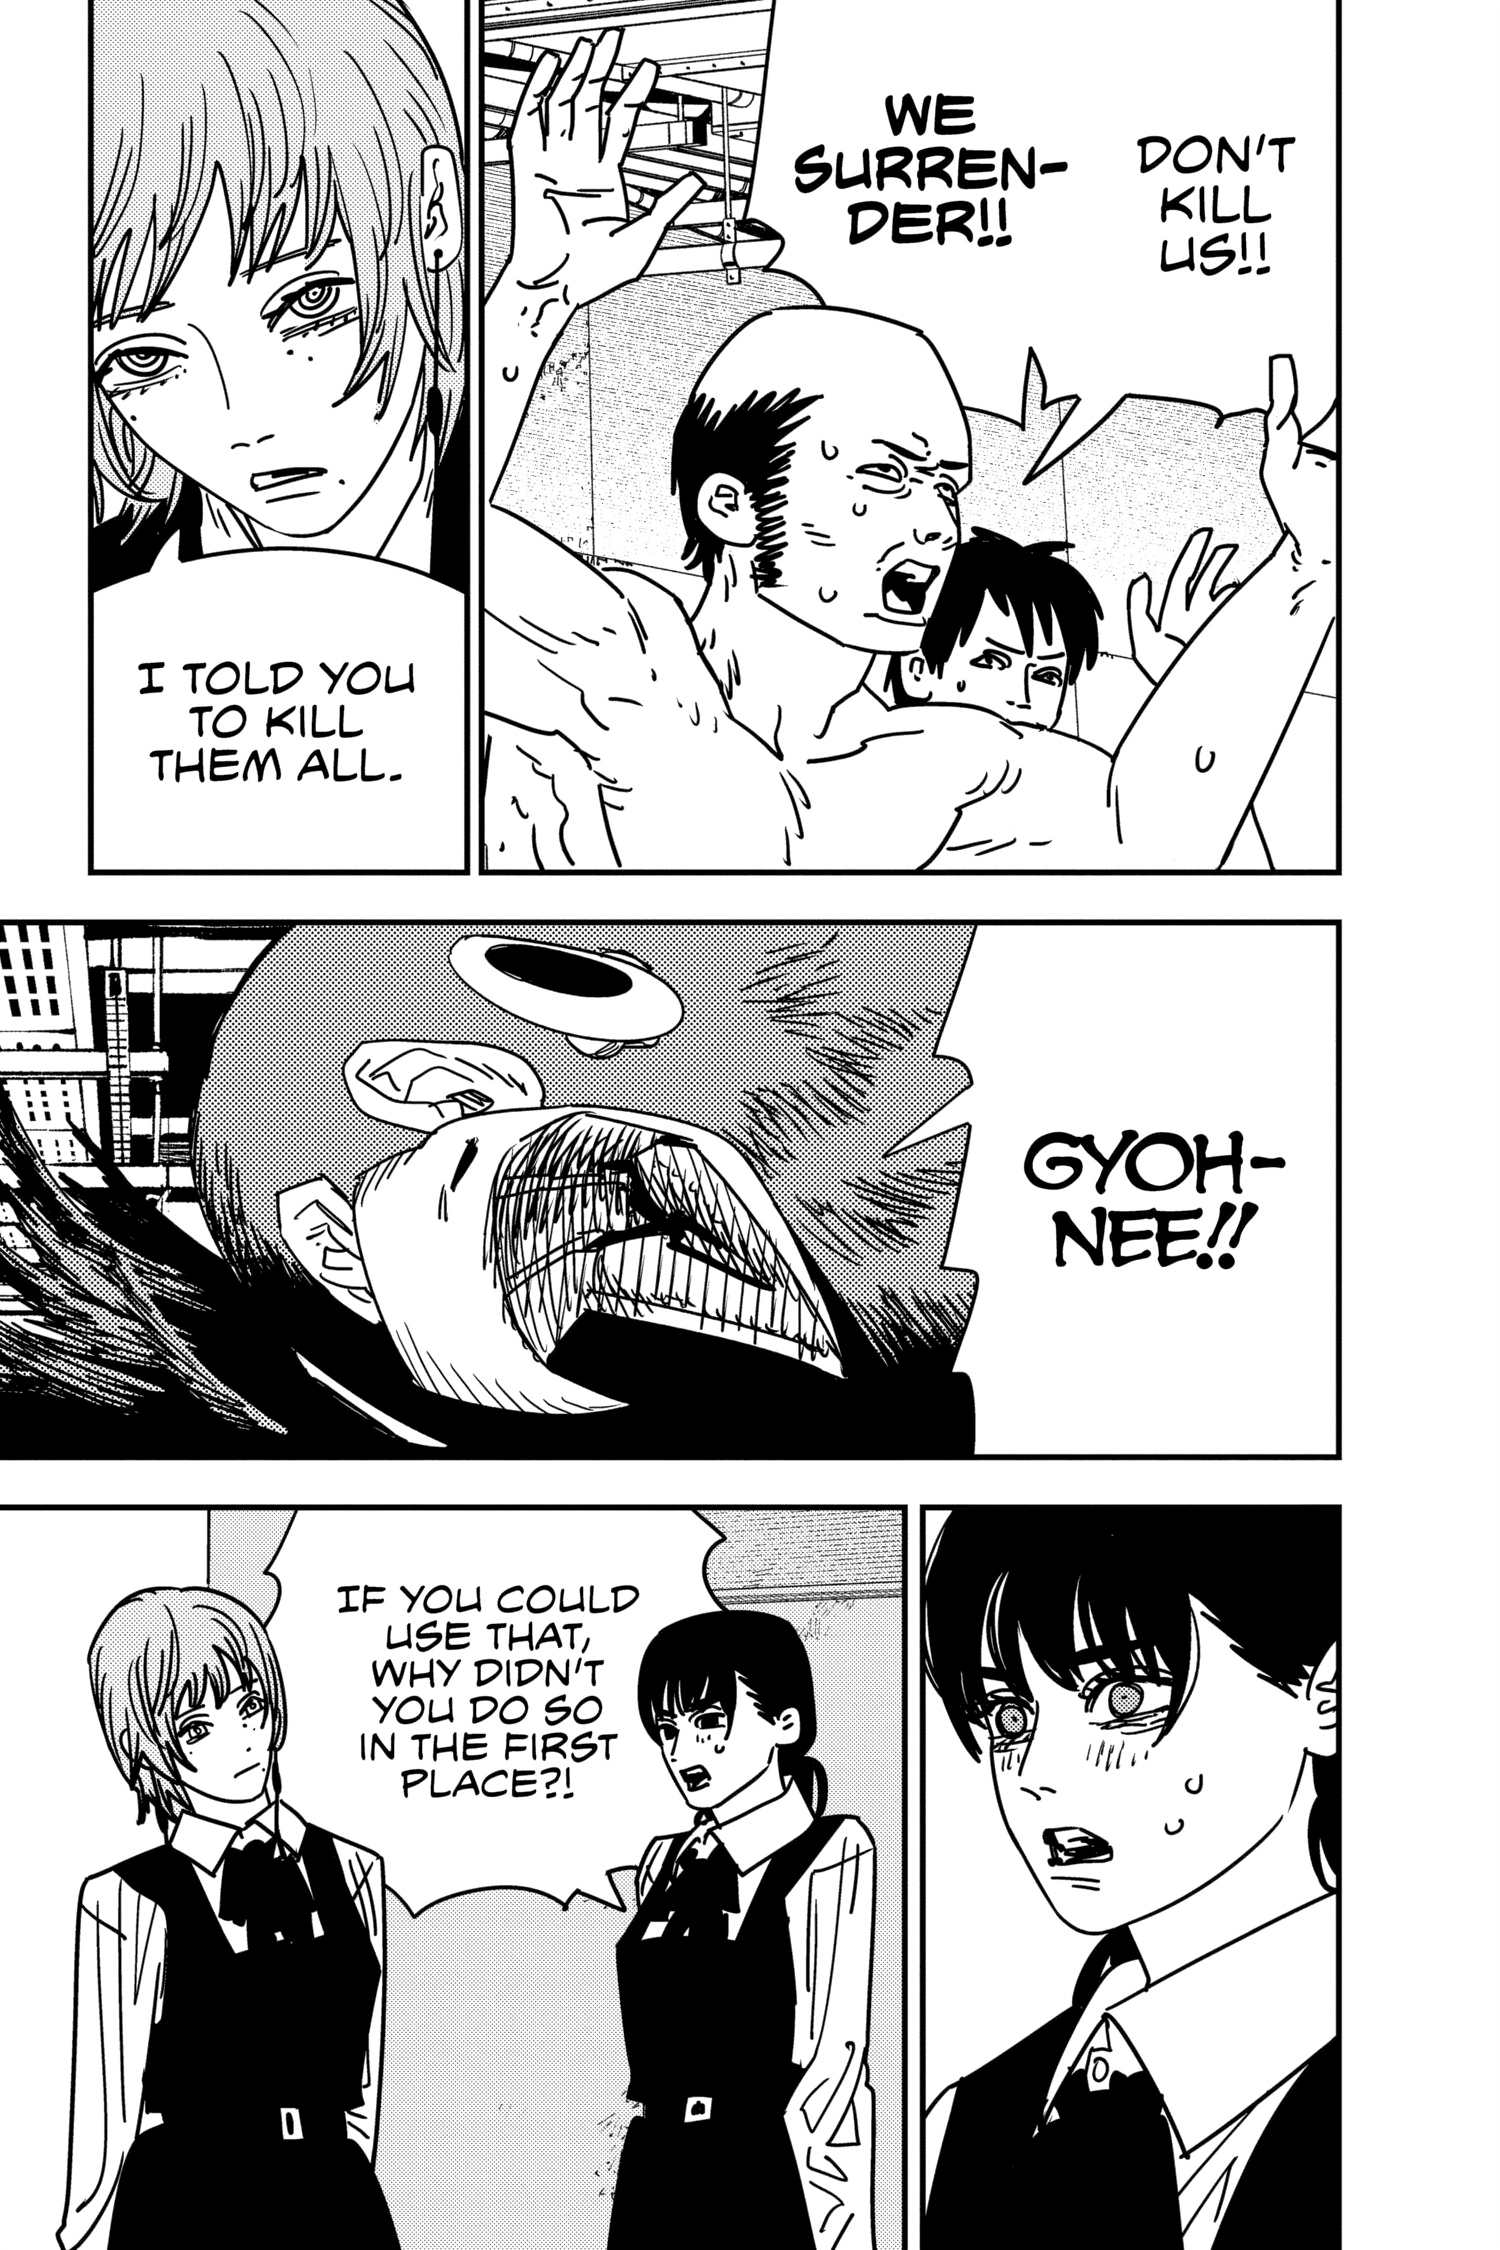 DON'T
KILL
US!!
WE
SURREN-
DER!!
I TOLD YOU
TO KILL
THEM ALL.
GYOH-
NEE!!
IF YOU COULD
USE THAT,
WHY DIDN'T
YOU DO SO
IN THE FIRST
PLACE?!